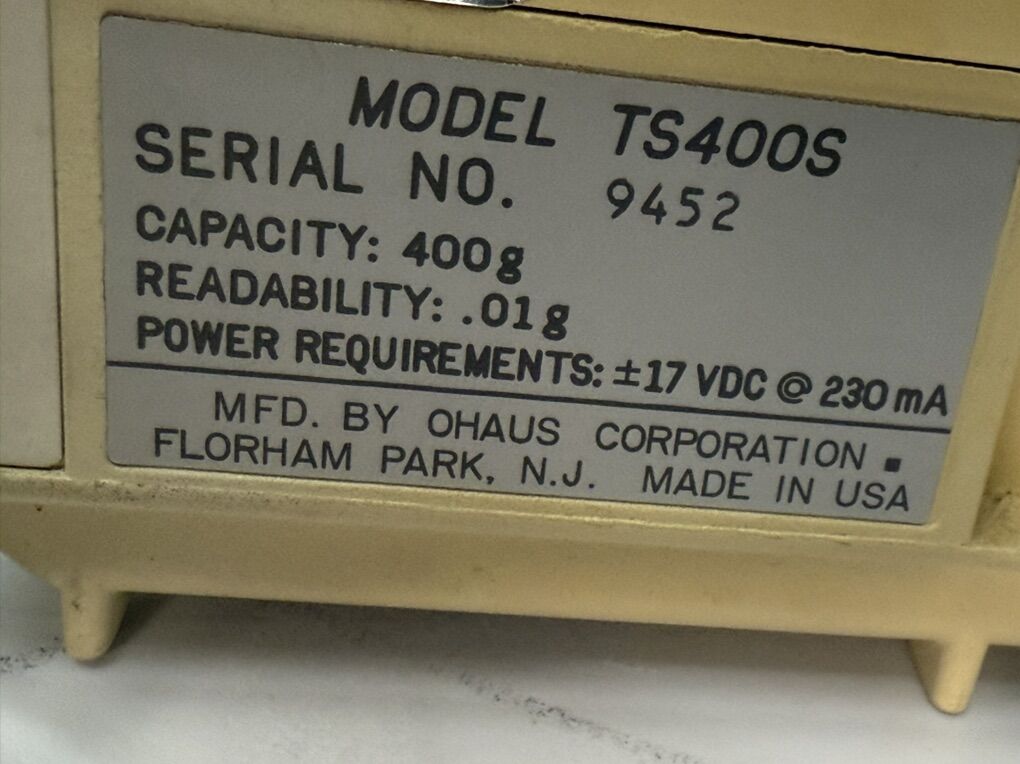 MODEL TS400S
SERIAL NO. 9452
CAPACITY: 400g
READABILITY: .01g
POWER REQUIREMENTS: ±17 VDC @ 230 mA
MFD. BY OHAUS CORPORATION
FLORHAM PARK, N.J. MADE IN USA